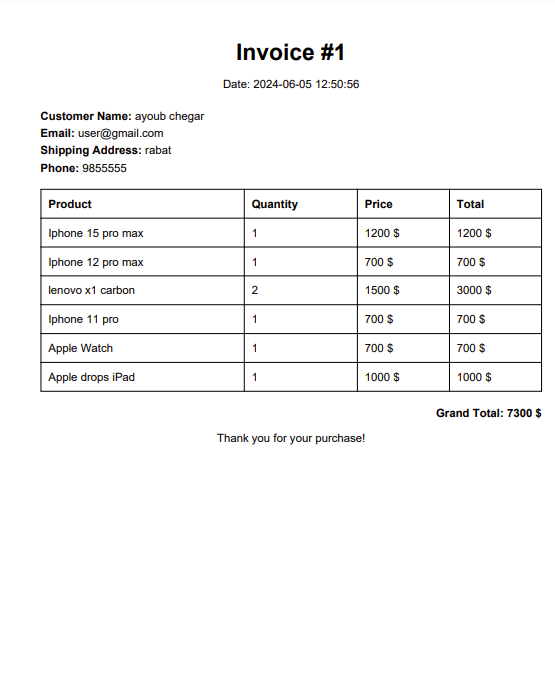 Invoice #1
Date: 2024-06-05 12:50:56
Customer Name: ayoub chegar
Email: user@gmail.com
Shipping Address: rabat
Phone: 9855555
Product Quantity Price Total
Iphone 15 pro max 1 1200 $ 1200 $
Iphone 12 pro max 1 700 $ 700 $
lenovo x1 carbon 2 1500 $ 3000 $
Iphone 11 pro 1 700 $ 700 $
Apple Watch 1 700 $ 700 $
Apple drops iPad 1 1000 $ 1000 $
Grand Total: 7300 $
Thank you for your purchase!